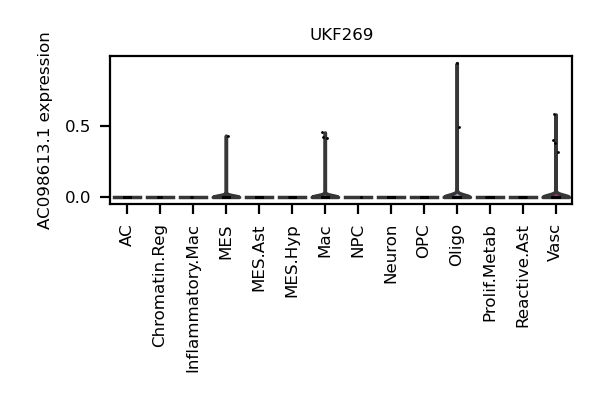 UKF269
AC098613.1 expression
0.5
0.0
AC
Chromatin.Reg
Inflammatory.Mac
MES
MES.Ast
MES.Hyp
Mac
NPC
Neuron
OPC
Oligo
Prolif.Metab
Reactive.Ast
Vasc